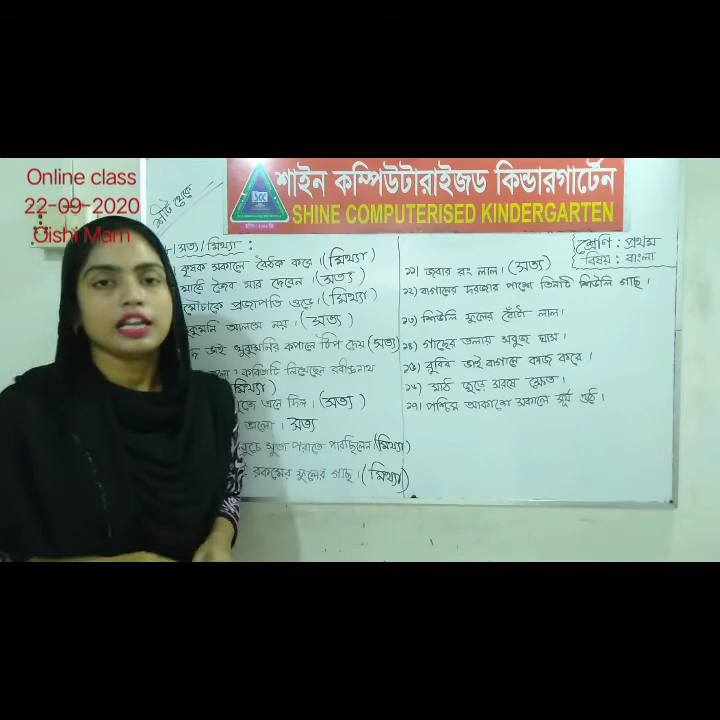 Online class
22-09-2020
Oishi Mam
শাইন কম্পিউটারাইজড কিন্ডারগার্টেন
SHINE COMPUTERISED KINDERGARTEN
SCC
শীট থেকে
শ্রেণি : প্রথম
বিষয় : বাংলা
সত্য/মিথ্যা :
কৃষক সকালে বৈঠক করে। (মিথ্যা)
মাঠে জৈব সার দেবেন । (সত্য)
মৌচাকে প্রজাপতি ওড়ে। (মিথ্যা)
আলসে নয়। (সত্য)
খুকুমনির কপালে টিপ দেয় (সত্য)
কবিতাটি লিখেছেন রবীন্দ্রনাথ
(মিথ্যা)
এনে দিল। (সত্য)
ভালো । সত্য
সুতা পরাতে পারছিলেন। (মিথ্যা)
রকমের ফুলের গাছ। (মিথ্যা)
১১। জবার রং লাল। (সত্য)
১২। বাগানের দরজার পাশে তিনটি শিউলি গাছ।
১৩। শিউলি ফুলের বোঁটা লাল।
১৪। গাছের তলায় সবুজ ঘাস।
১৫। রুবির ভাই বাগানে কাজ করে।
১৬। মাঠ জুড়ে সরষে ক্ষেত।
১৭। পশ্চিম আকাশে সকালে সূর্য ওঠে।